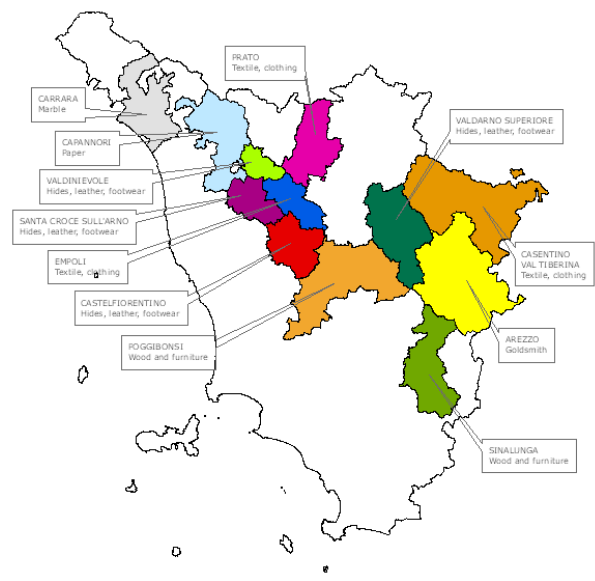 PRATO
Textile, clothing
CARRARA
Marble
VALDARNO SUPERIORE
Hides, leather, footwear
CAPANNORI
Paper
VALDINIEVOLE
Hides, leather, footwear
SANTA CROCE SULL'ARNO
Hides, leather, footwear
CASENTINO
VAL TIBERINA
Textile, clothing
EMPOLI
Textile, clothing
CASTELFIORENTINO
Hides, leather, footwear
POGGIBONSI
Wood and furniture
AREZZO
Goldsmith
SINALUNGA
Wood and furniture